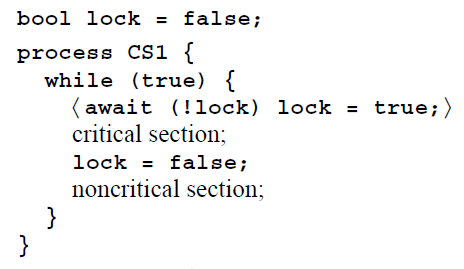 bool lock = false;
process CS1 {
while (true) {
〈await (!lock) lock = true;〉
critical section;
lock = false;
noncritical section;
}
}